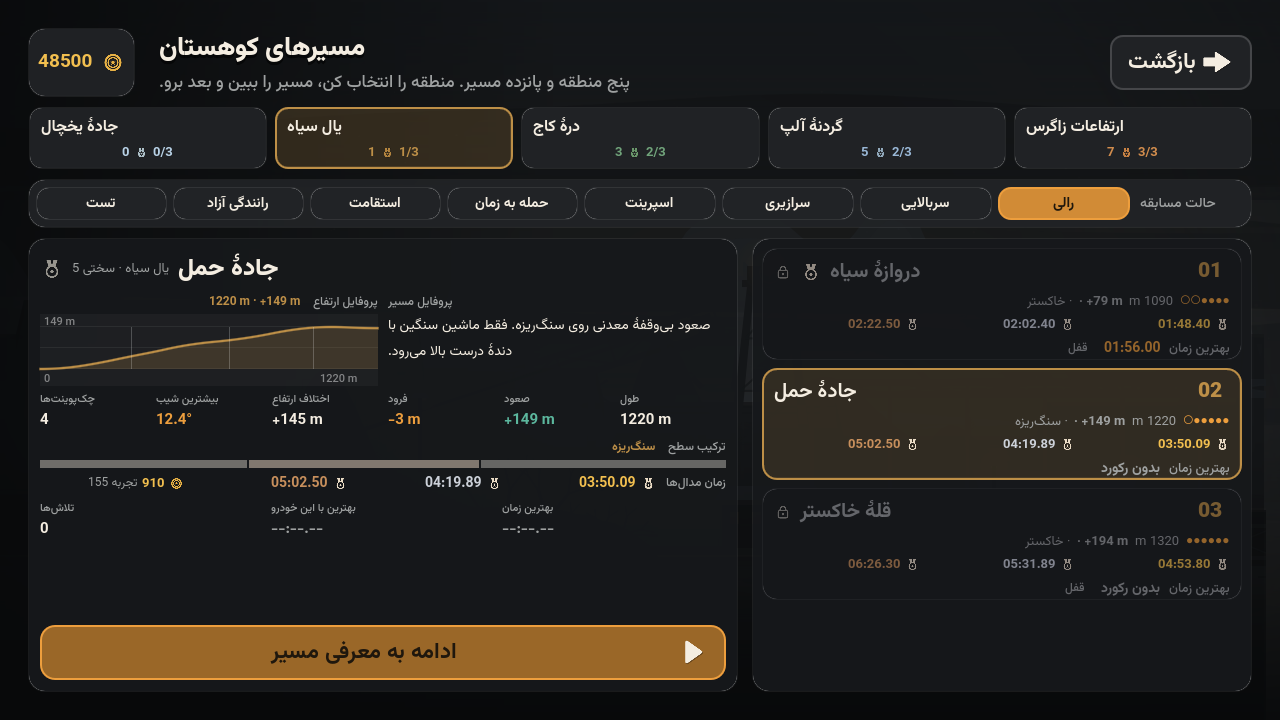 بازگشت
مسیرهای کوهستان
پنج منطقه و پانزده مسیر. منطقه را انتخاب کن، مسیر را ببین و بعد برو.
48500
ارتفاعات زاگرس
7 3/3
گردنهٔ آلپ
5 2/3
درهٔ کاج
3 2/3
یال سیاه
1 1/3
جادهٔ یخچال
0 0/3
حالت مسابقه
رالی
سربالایی
سرازیری
اسپرینت
حمله به زمان
استقامت
رانندگی آزاد
تست
01
دروازهٔ سیاه
1090 m · +79 m · خاکستر
01:48.40
02:02.40
02:22.50
بهترین زمان 01:56.00 قفل
02
جادهٔ حمل
1220 m · +149 m · سنگ‌ریزه
03:50.09
04:19.89
05:02.50
بهترین زمان بدون رکورد
03
قلهٔ خاکستر
1320 m · +194 m · خاکستر
04:53.80
05:31.89
06:26.30
بهترین زمان بدون رکورد قفل
جادهٔ حمل
یال سیاه · سختی 5
پروفایل مسیر
صعود بی‌وقفهٔ معدنی روی سنگ‌ریزه. فقط ماشین سنگین با
دندهٔ درست بالا می‌رود.
پروفایل ارتفاع
1220 m · +149 m
149 m
0
1220 m
طول
1220 m
صعود
+149 m
فرود
−3 m
اختلاف ارتفاع
+145 m
بیشترین شیب
12.4°
چک‌پوینت‌ها
4
ترکیب سطح سنگ‌ریزه
زمان مدال‌ها
03:50.09
04:19.89
05:02.50
910 تجربه 155
بهترین زمان
--:--.--
بهترین با این خودرو
--:--.--
تلاش‌ها
0
ادامه به معرفی مسیر